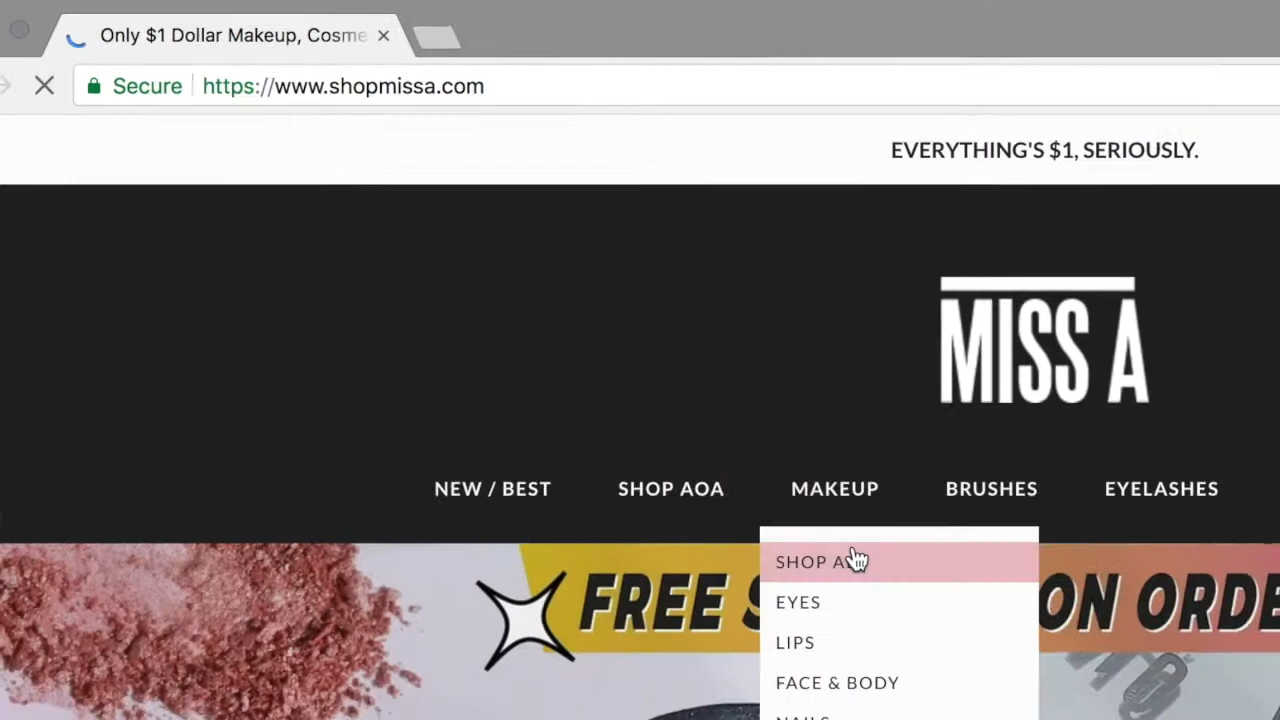 Only $1 Dollar Makeup, Cosme
Secure https://www.shopmissa.com
EVERYTHING'S $1, SERIOUSLY.
MISS A
NEW / BEST SHOP AOA MAKEUP BRUSHES EYELASHES
SHOP
EYES
LIPS
FACE & BODY
NAILS
FREE ON ORDE